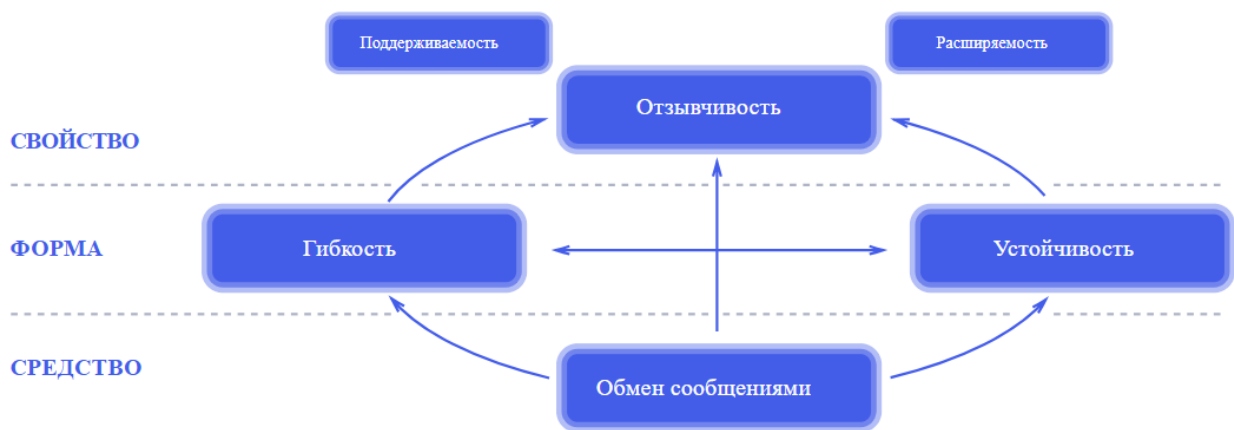 Поддерживаемость
Расширяемость
Отзывчивость
СВОЙСТВО
ФОРМА
Гибкость
Устойчивость
СРЕДСТВО
Обмен сообщениями